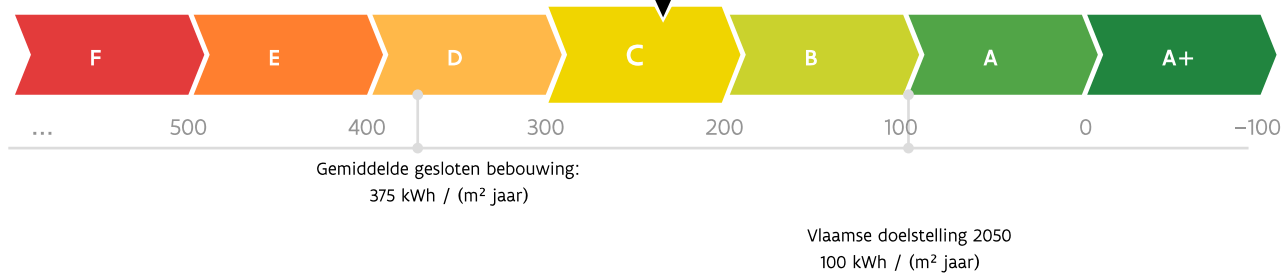 F E D C B A A+
... 500 400 300 200 100 0 −100
Gemiddelde gesloten bebouwing:
375 kWh / (m² jaar)
Vlaamse doelstelling 2050
100 kWh / (m² jaar)